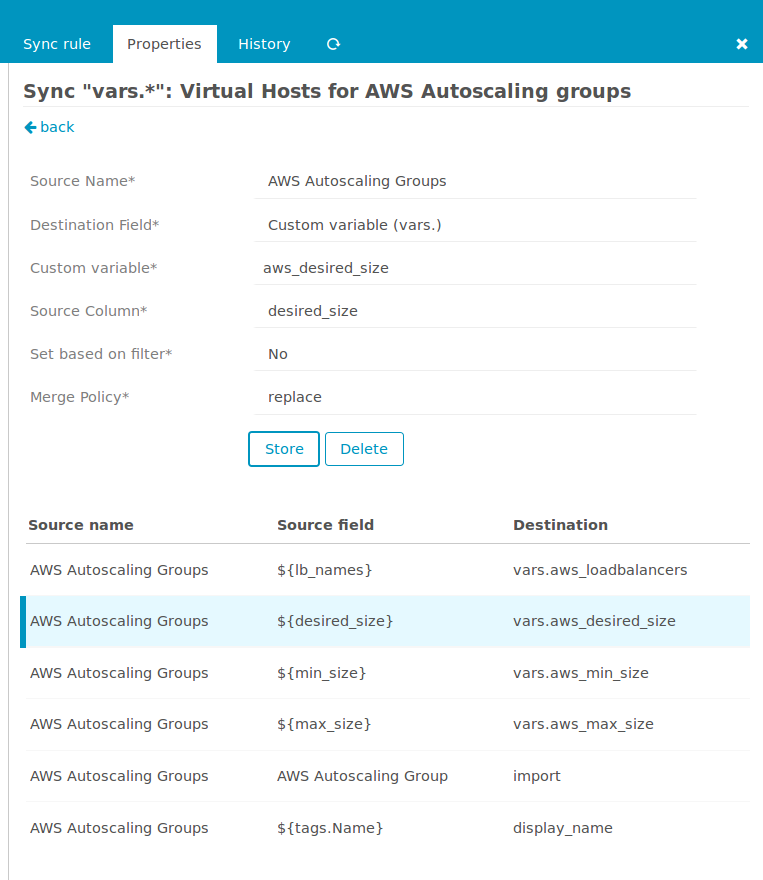 Sync rule Properties History
Sync "vars.*": Virtual Hosts for AWS Autoscaling groups
back
Source Name* AWS Autoscaling Groups
Destination Field* Custom variable (vars.)
Custom variable* aws_desired_size
Source Column* desired_size
Set based on filter* No
Merge Policy* replace
Store Delete
Source name Source field Destination
AWS Autoscaling Groups ${lb_names} vars.aws_loadbalancers
AWS Autoscaling Groups ${desired_size} vars.aws_desired_size
AWS Autoscaling Groups ${min_size} vars.aws_min_size
AWS Autoscaling Groups ${max_size} vars.aws_max_size
AWS Autoscaling Groups AWS Autoscaling Group import
AWS Autoscaling Groups ${tags.Name} display_name